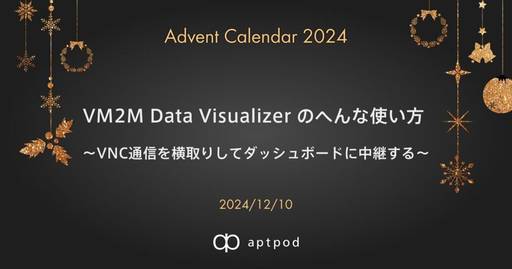 Advent Calendar 2024
VM2M Data Visualizer のへんな使い方
～VNC通信を横取りしてダッシュボードに中継する～
2024/12/10
aptpod